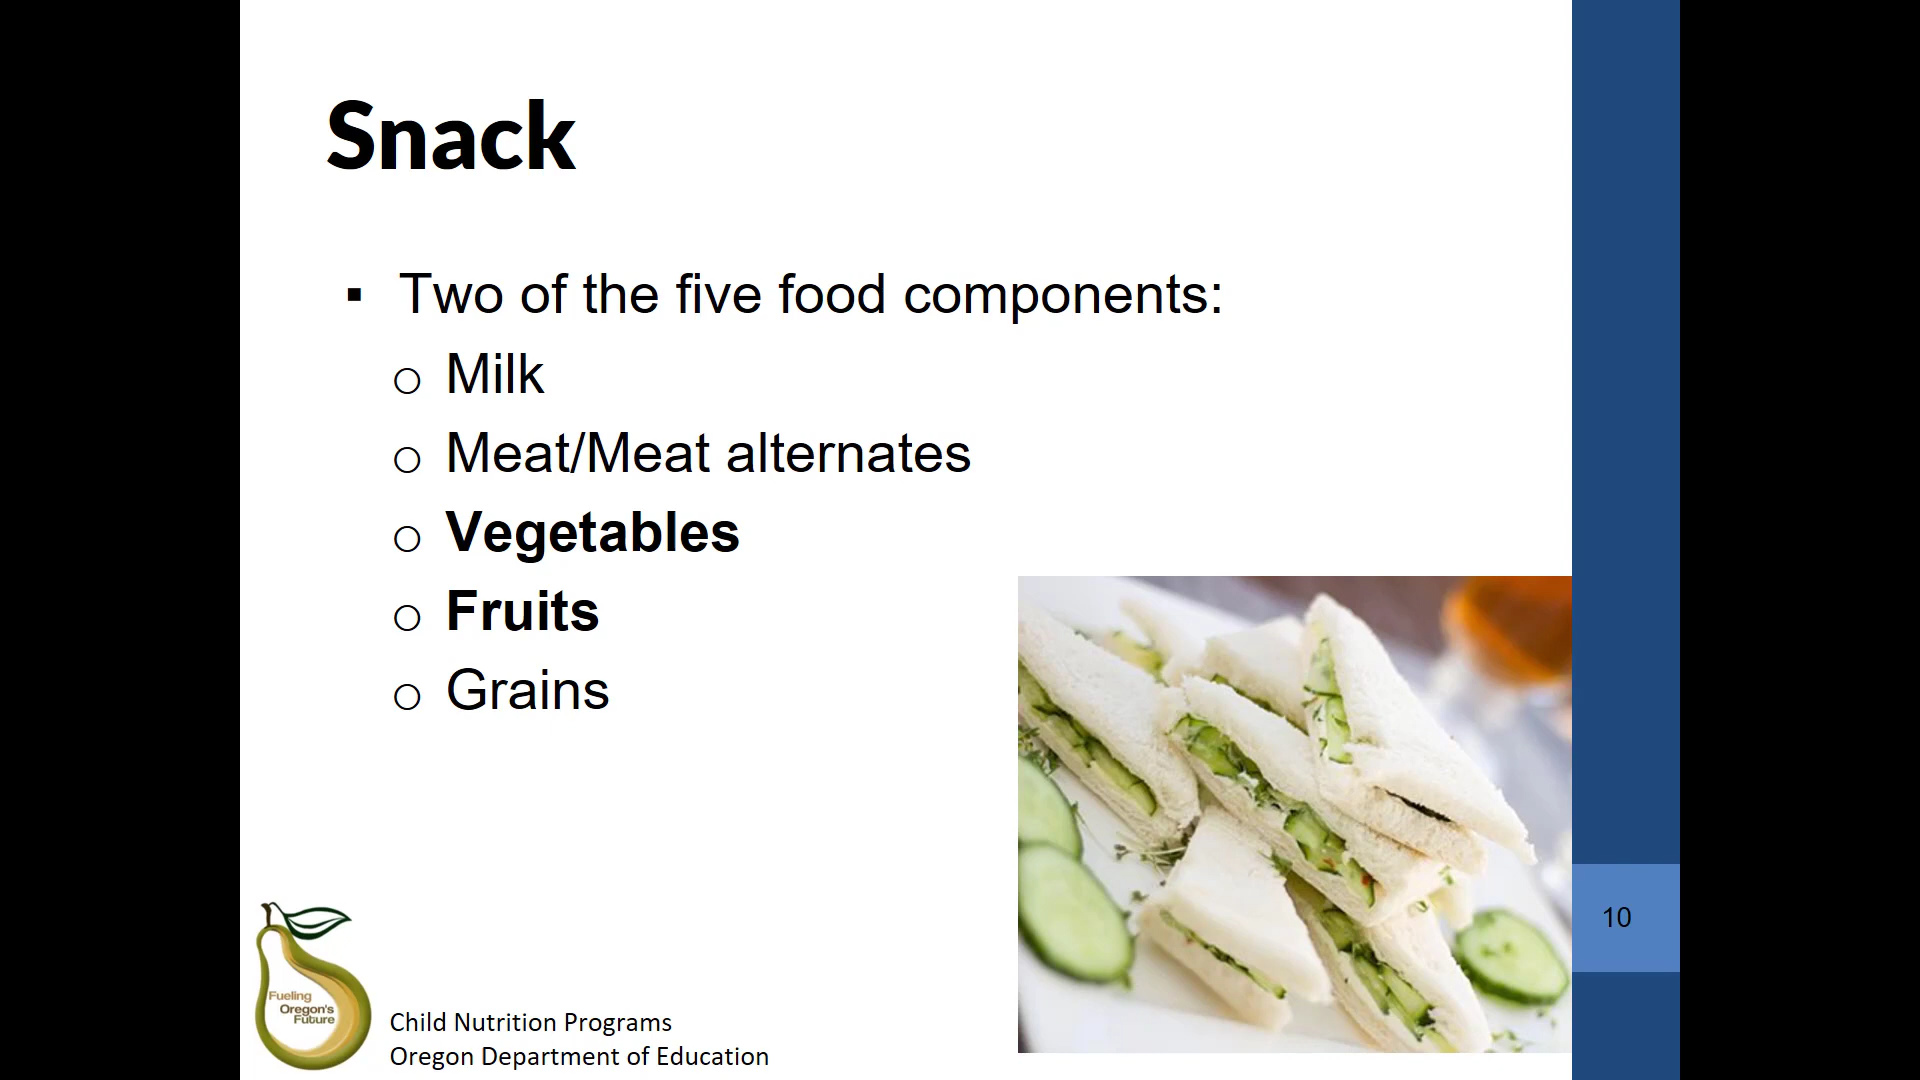 Snack
▪ Two of the five food components:
o Milk
o Meat/Meat alternates
o Vegetables
o Fruits
o Grains
10
Fueling
Oregon's
Future
Child Nutrition Programs
Oregon Department of Education